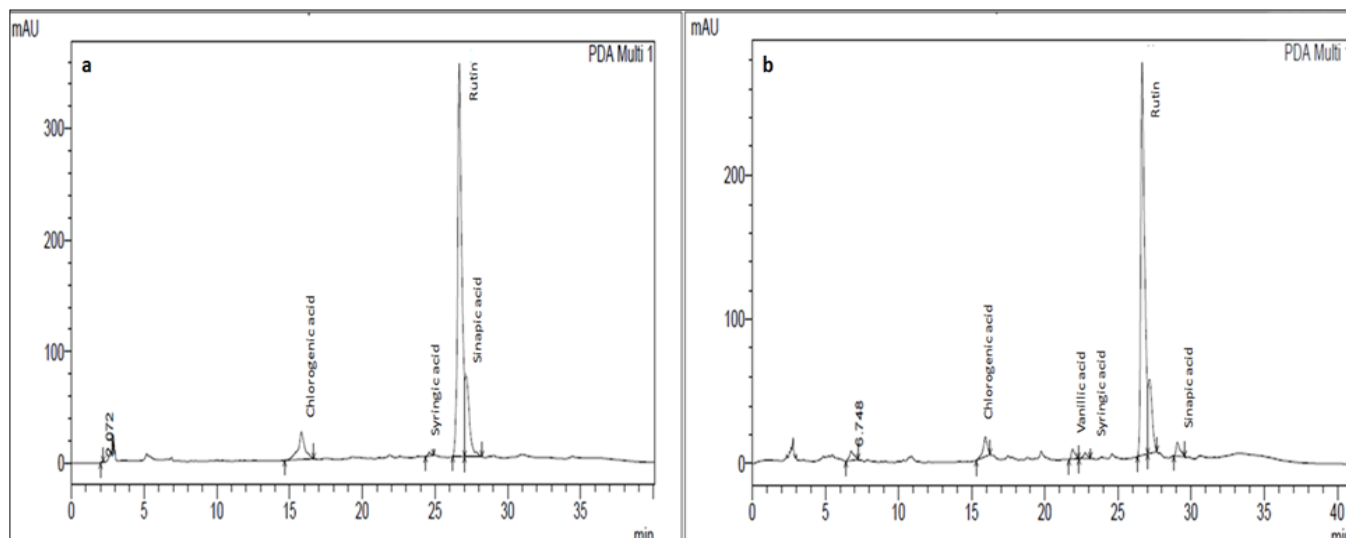 mAU
a
PDA Multi 1
Rutin
Sinapic acid
Chlorogenic acid
Syringic acid
300
200
100
0
0 5 10 15 20 25 30 35
mAU
b
PDA Multi
Rutin
Chlorogenic acid
Vanillic acid
Syringic acid
Sinapic acid
6.748
200
100
0
0 5 10 15 20 25 30 35 40